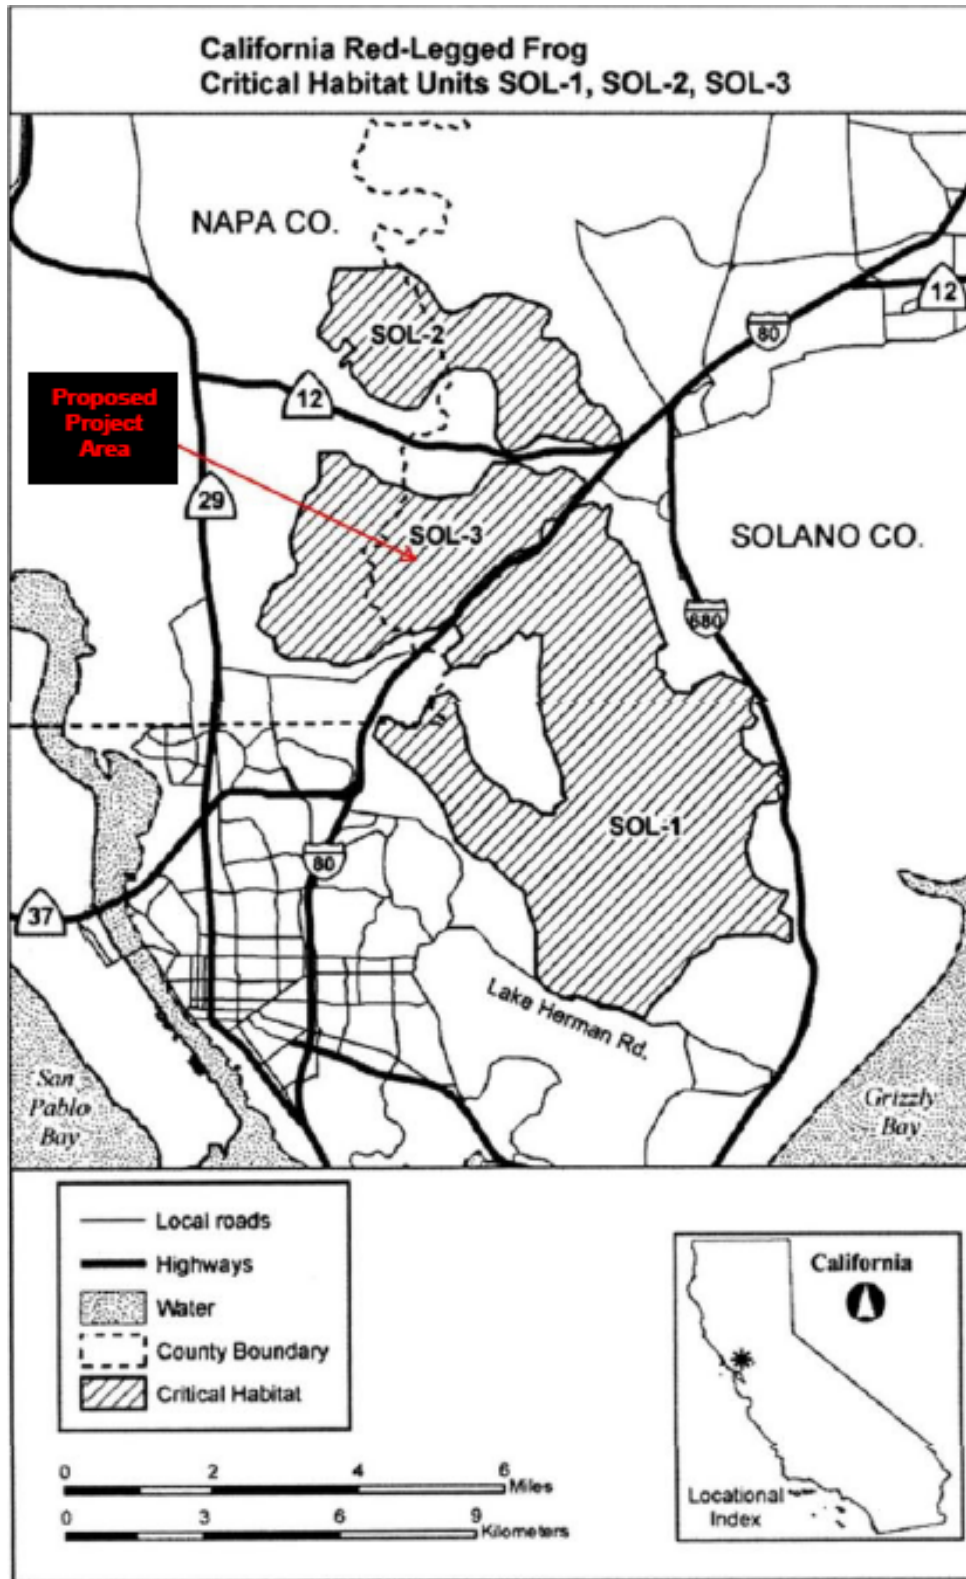 California Red-Legged Frog
Critical Habitat Units SOL-1, SOL-2, SOL-3
NAPA CO.
12
SOL-2
80
Proposed
Project
Area
12
29
SOL-3
SOLANO CO.
680
SOL-1
80
37
Lake Herman Rd.
San
Pablo
Bay
Grizzly
Bay
Local roads
Highways
Water
County Boundary
Critical Habitat
California
Locational
Index
0 2 4 6
Miles
0 3 6 9
Kilometers